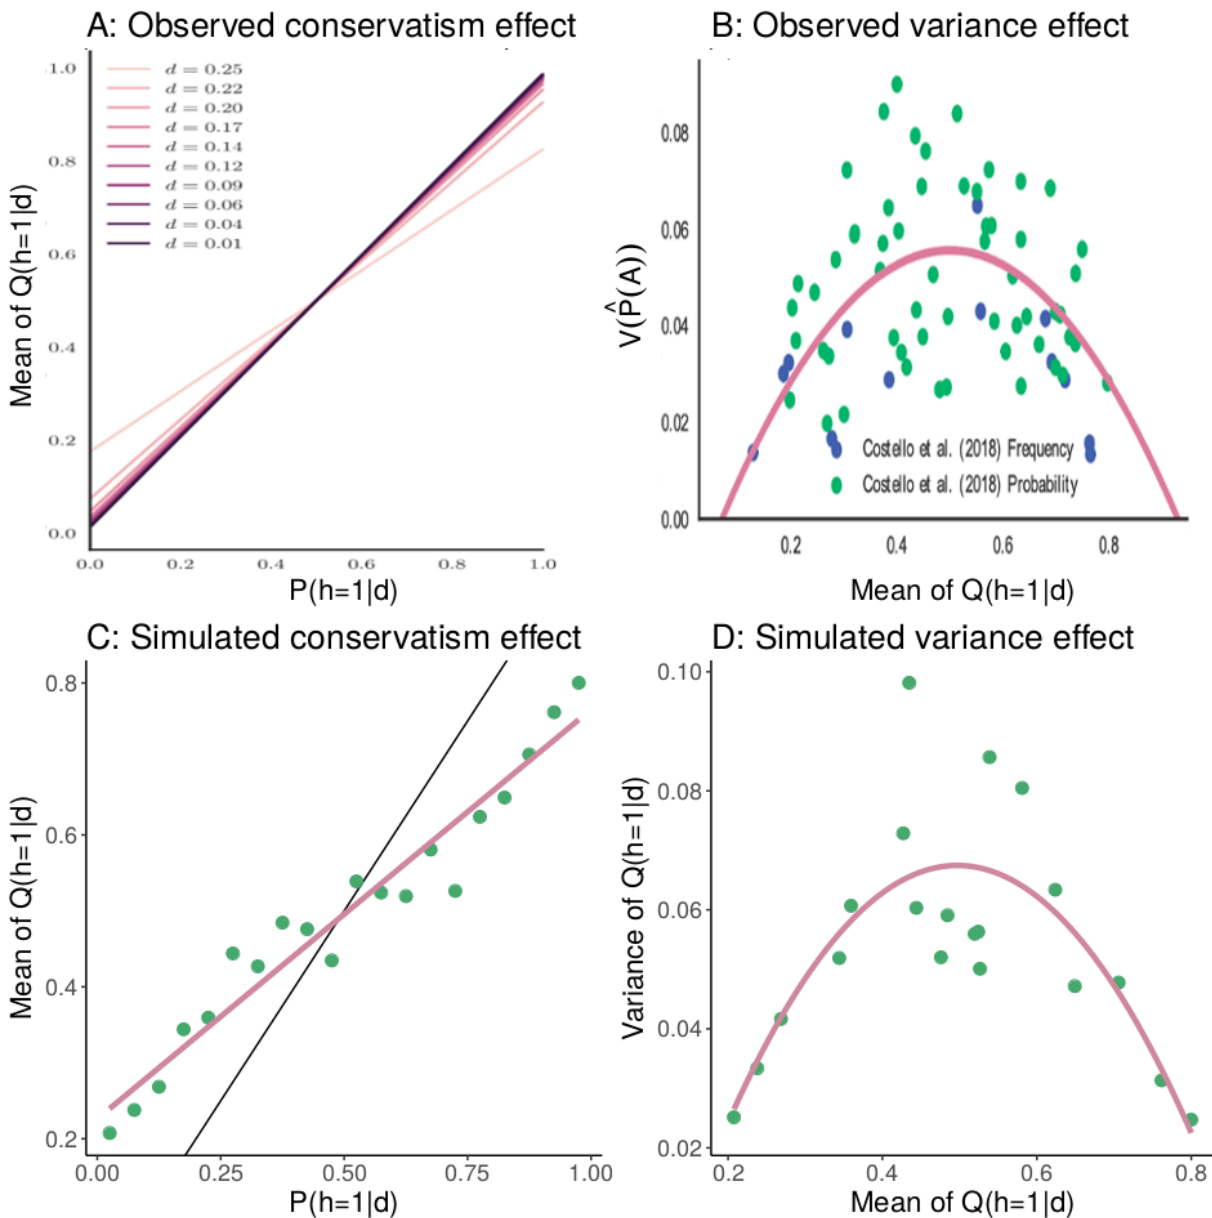 A: Observed conservatism effect
1.0
0.8
0.6
0.4
0.2
0.0
d = 0.25
d = 0.22
d = 0.20
d = 0.17
d = 0.14
d = 0.12
d = 0.09
d = 0.06
d = 0.04
d = 0.01
Mean of Q(h=1|d)
0.0 0.2 0.4 0.6 0.8 1.0
P(h=1|d)
B: Observed variance effect
0.08
0.06
0.04
0.02
0.00
v(P̂(A))
Costello et al. (2018) Frequency
Costello et al. (2018) Probability
0.2 0.4 0.6 0.8
Mean of Q(h=1|d)
C: Simulated conservatism effect
0.8
0.6
0.4
0.2
Mean of Q(h=1|d)
0.00 0.25 0.50 0.75 1.00
P(h=1|d)
D: Simulated variance effect
0.10
0.08
0.06
0.04
0.02
Variance of Q(h=1|d)
0.2 0.4 0.6 0.8
Mean of Q(h=1|d)